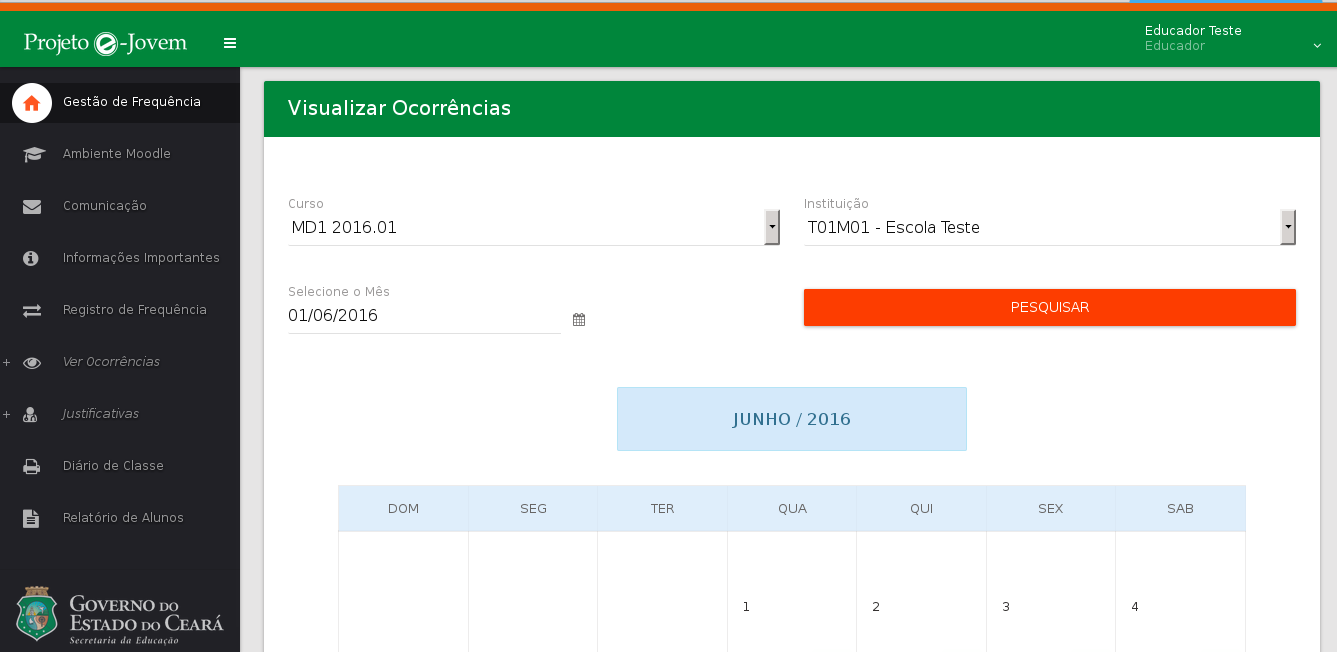 Projeto e-Jovem
Educador Teste
Educador
Gestão de Frequência
Ambiente Moodle
Comunicação
Informações Importantes
Registro de Frequência
+ Ver Ocorrências
+ Justificativas
Diário de Classe
Relatório de Alunos
GOVERNO DO
ESTADO DO CEARÁ
Secretaria da Educação
Visualizar Ocorrências
Curso
MD1 2016.01
Instituição
T01M01 - Escola Teste
Selecione o Mês
01/06/2016
PESQUISAR
JUNHO / 2016
DOM SEG TER QUA QUI SEX SAB
1 2 3 4